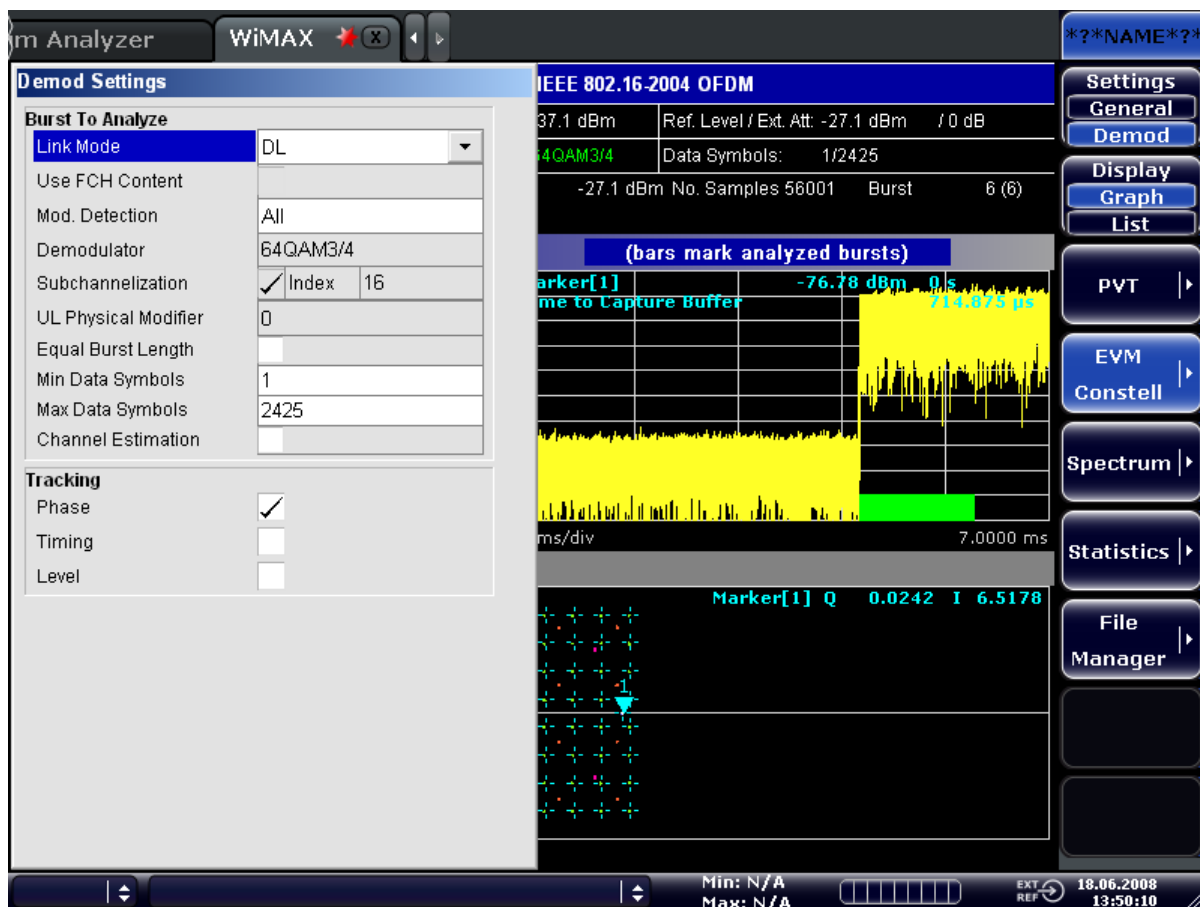 m Analyzer
WiMAX
*?*NAME*?*
Demod Settings
Burst To Analyze
Link Mode DL
Use FCH Content
Mod. Detection All
Demodulator 64QAM3/4
Subchannelization Index 16
UL Physical Modifier 0
Equal Burst Length
Min Data Symbols 1
Max Data Symbols 2425
Channel Estimation
Tracking
Phase
Timing
Level
IEEE 802.16-2004 OFDM
37.1 dBm Ref. Level / Ext. Att: -27.1 dBm / 0 dB
64QAM3/4 Data Symbols: 1/2425
-27.1 dBm No. Samples 56001 Burst 6 (6)
(bars mark analyzed bursts)
arker[1] -76.78 dBm 0 s
me to Capture Buffer 714.875 µs
ms/div 7.0000 ms
Marker[1] Q 0.0242 I 6.5178
1
Settings
General
Demod
Display
Graph
List
PVT
EVM
Constell
Spectrum
Statistics
File
Manager
Min: N/A
Max: N/A
EXT
REF
18.06.2008
13:50:10